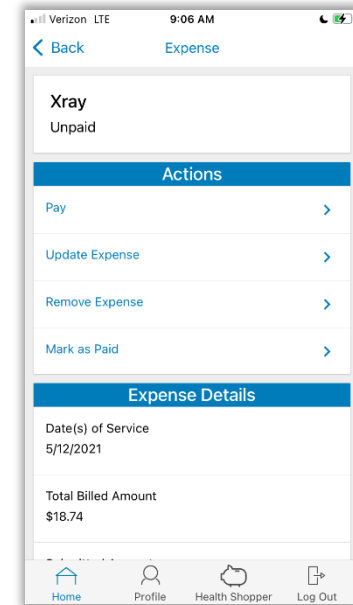 Verizon LTE 9:06 AM
Back Expense
Xray
Unpaid
Actions
Pay
Update Expense
Remove Expense
Mark as Paid
Expense Details
Date(s) of Service
5/12/2021
Total Billed Amount
$18.74
Home Profile Health Shopper Log Out